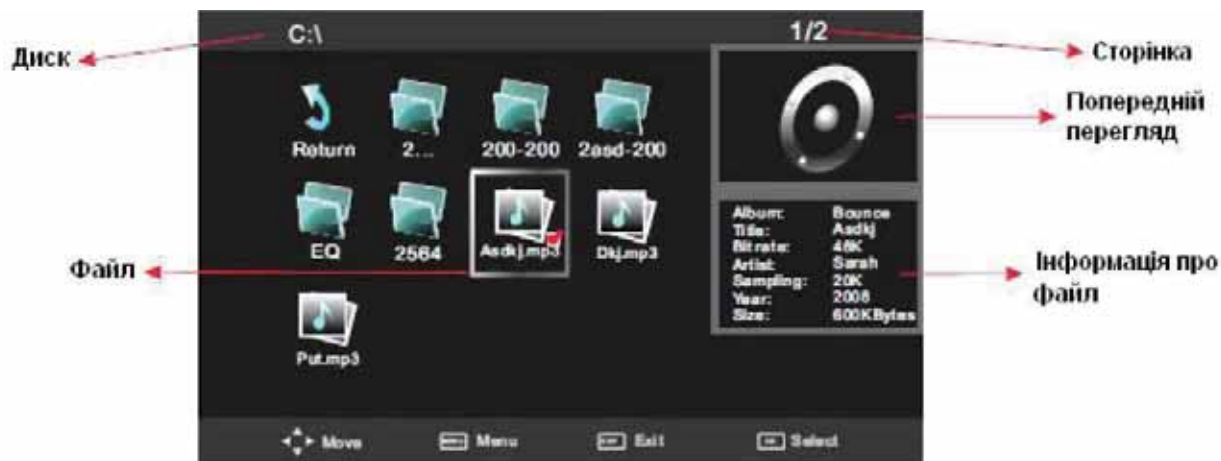 C:\ 1/2
Диск
Сторінка
Попередній
перегляд
Return 2... 200-200 2asd-200
EQ 2564 Asdkj.mp3 Dkj.mp3
Файл
Album: Bounce
Title: Asdkj
Bit rate: 48K
Artist: Sarah
Sampling: 20K
Year: 2008
Size: 600KBytes
Інформація про
файл
Put.mp3
Move Menu Exit Select